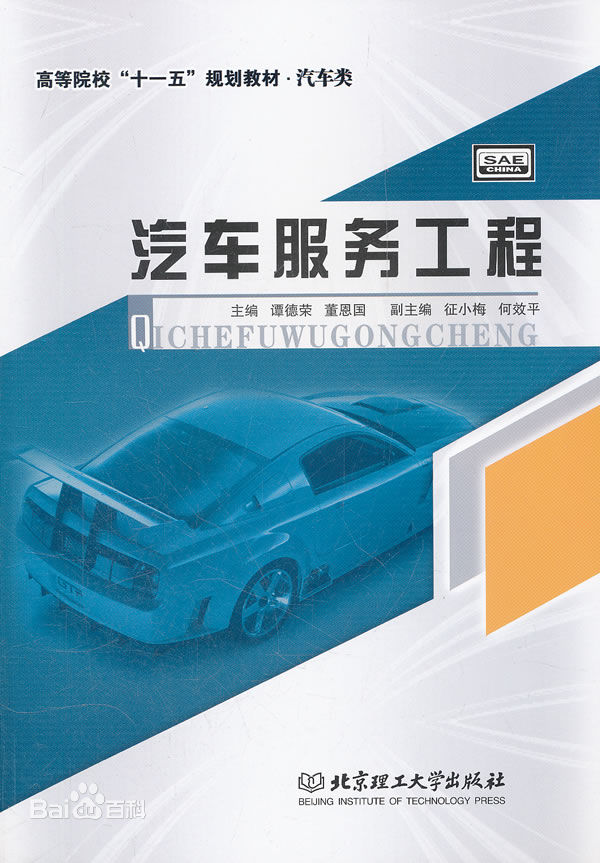 高等院校“十一五”规划教材·汽车类
SAE
CHINA
汽车服务工程
主编 谭德荣 董恩国 副主编 征小梅 何效平
QICHEFUWUGONGCHENG
GTR
北京理工大学出版社
BEIJING INSTITUTE OF TECHNOLOGY PRESS
Baidu百科